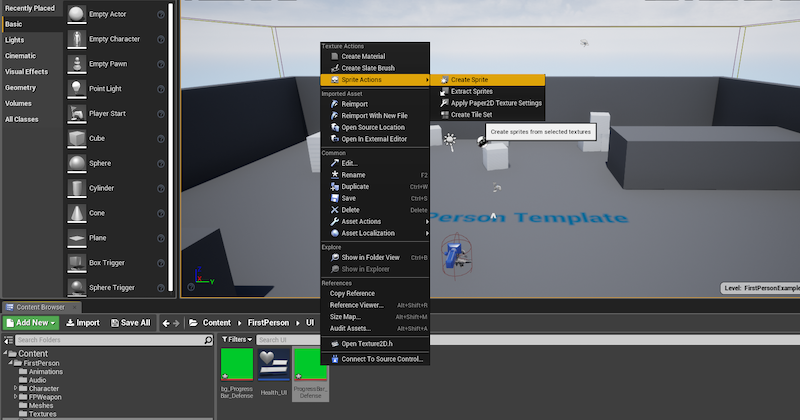 Recently Placed
Basic
Lights
Cinematic
Visual Effects
Geometry
Volumes
All Classes
Empty Actor
Empty Character
Empty Pawn
Point Light
Player Start
Cube
Sphere
Cylinder
Cone
Plane
Box Trigger
Sphere Trigger
Texture Actions
Create Material
Create Slate Brush
Sprite Actions
Imported Asset
Reimport
Reimport With New File
Open Source Location
Open In External Editor
Common
Edit...
Rename F2
Duplicate Ctrl+W
Save Ctrl+S
Delete Delete
Asset Actions
Asset Localization
Explore
Show in Folder View Ctrl+B
Show in Explorer
References
Copy Reference
Reference Viewer... Alt+Shift+R
Size Map... Alt+Shift+M
Audit Assets... Alt+Shift+A
Open Texture2D.h
Connect To Source Control...
Create Sprite
Extract Sprites
Apply Paper2D Texture Settings
Create Tile Set
Create sprites from selected textures
Person Template
Y
Level: FirstPersonExample
Content Browser
Add New Import Save All Content FirstPerson UI
Search Folders
Filters Search UI
Content
FirstPerson
Animations
Audio
Character
FPWeapon
Meshes
Textures
bg_Progress
Bar_Defense
Health_UI
ProgressBar_
Defense